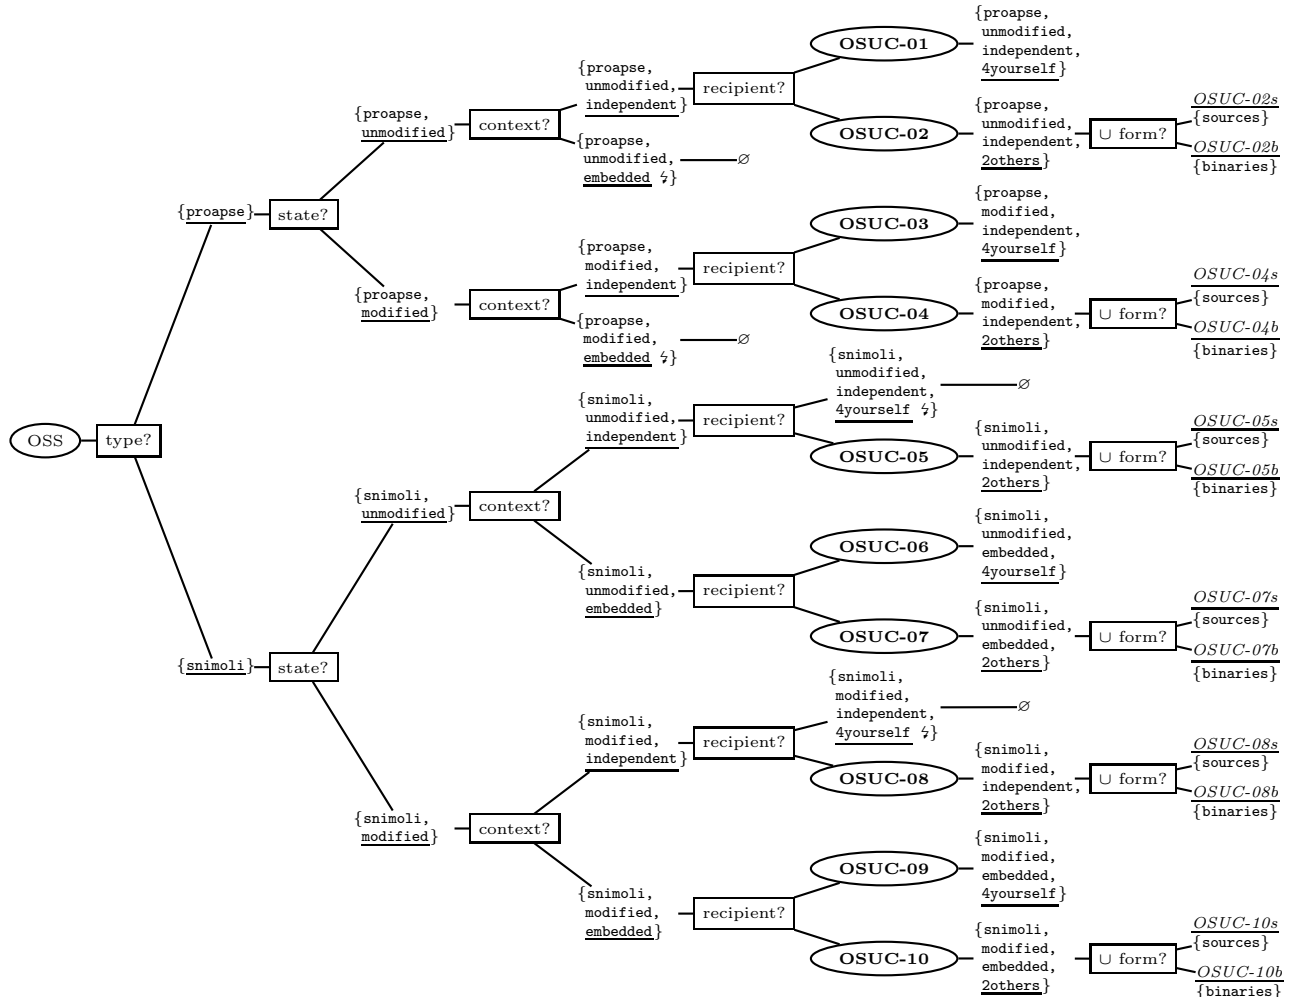 OSS
type?
{proapse}
state?
{proapse,
unmodified}
context?
{proapse,
unmodified,
independent}
recipient?
OSUC-01
{proapse,
unmodified,
independent,
4yourself}
OSUC-02
{proapse,
unmodified,
independent,
2others}
∪ form?
OSUC-02s
{sources}
OSUC-02b
{binaries}
{proapse,
unmodified,
embedded ↯}
∅
{proapse,
modified}
context?
{proapse,
modified,
independent}
recipient?
OSUC-03
{proapse,
modified,
independent,
4yourself}
OSUC-04
{proapse,
modified,
independent,
2others}
∪ form?
OSUC-04s
{sources}
OSUC-04b
{binaries}
{proapse,
modified,
embedded ↯}
∅
{snimoli}
state?
{snimoli,
unmodified}
context?
{snimoli,
unmodified,
independent}
recipient?
{snimoli,
unmodified,
independent,
4yourself ↯}
∅
OSUC-05
{snimoli,
unmodified,
independent,
2others}
∪ form?
OSUC-05s
{sources}
OSUC-05b
{binaries}
{snimoli,
unmodified,
embedded}
recipient?
OSUC-06
{snimoli,
unmodified,
embedded,
4yourself}
OSUC-07
{snimoli,
unmodified,
embedded,
2others}
∪ form?
OSUC-07s
{sources}
OSUC-07b
{binaries}
{snimoli,
modified}
context?
{snimoli,
modified,
independent}
recipient?
{snimoli,
modified,
independent,
4yourself ↯}
∅
OSUC-08
{snimoli,
modified,
independent,
2others}
∪ form?
OSUC-08s
{sources}
OSUC-08b
{binaries}
{snimoli,
modified,
embedded}
recipient?
OSUC-09
{snimoli,
modified,
embedded,
4yourself}
OSUC-10
{snimoli,
modified,
embedded,
2others}
∪ form?
OSUC-10s
{sources}
OSUC-10b
{binaries}